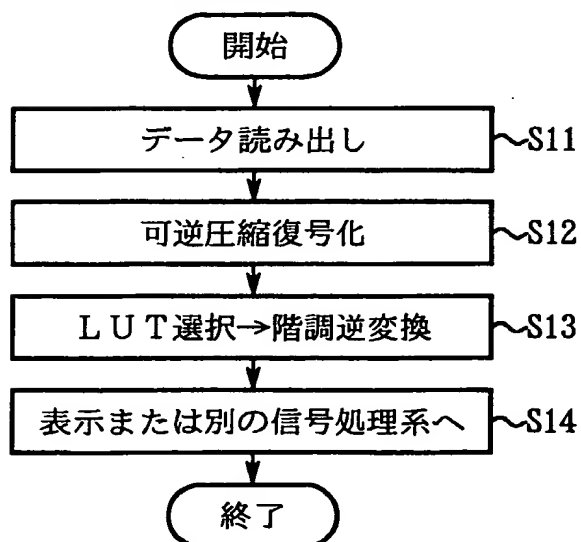 開始
データ読み出し ～S11
可逆圧縮復号化 ～S12
ＬＵＴ選択→階調逆変換 ～S13
表示または別の信号処理系へ ～S14
終了